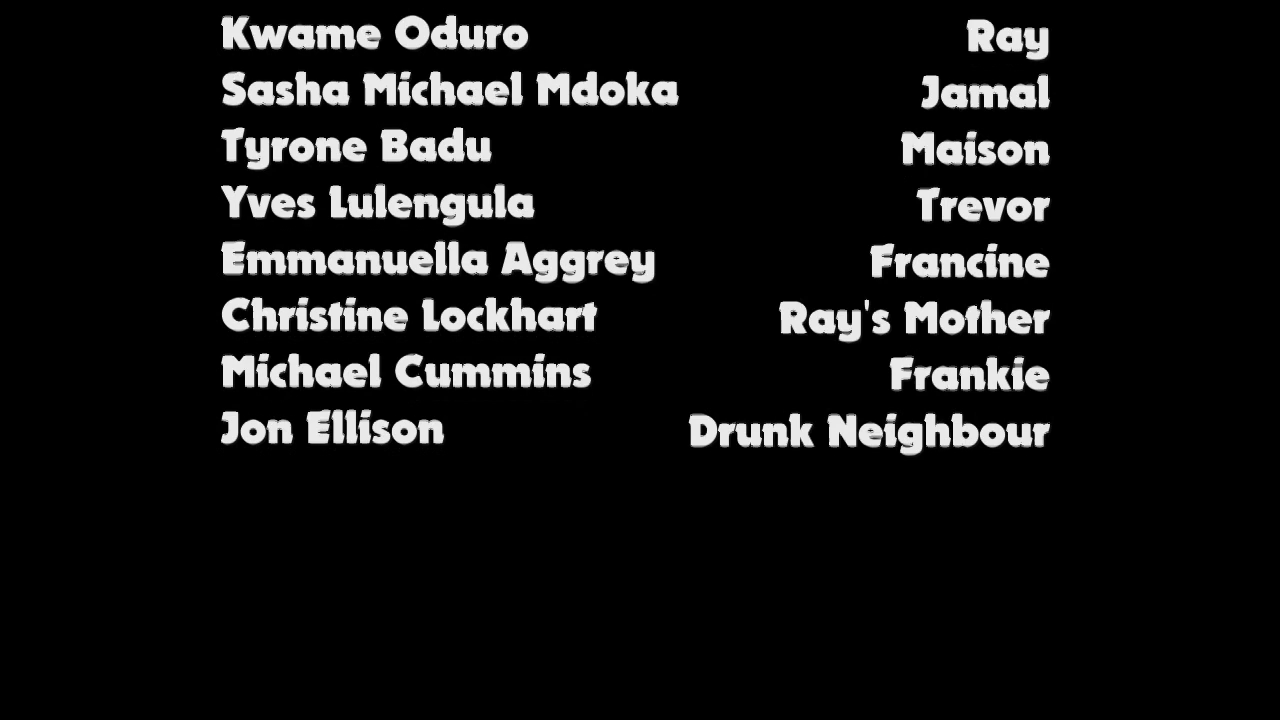 Kwame Oduro Ray
Sasha Michael Mdoka Jamal
Tyrone Badu Maison
Yves Lulengula Trevor
Emmanuella Aggrey Francine
Christine Lockhart Ray's Mother
Michael Cummins Frankie
Jon Ellison Drunk Neighbour